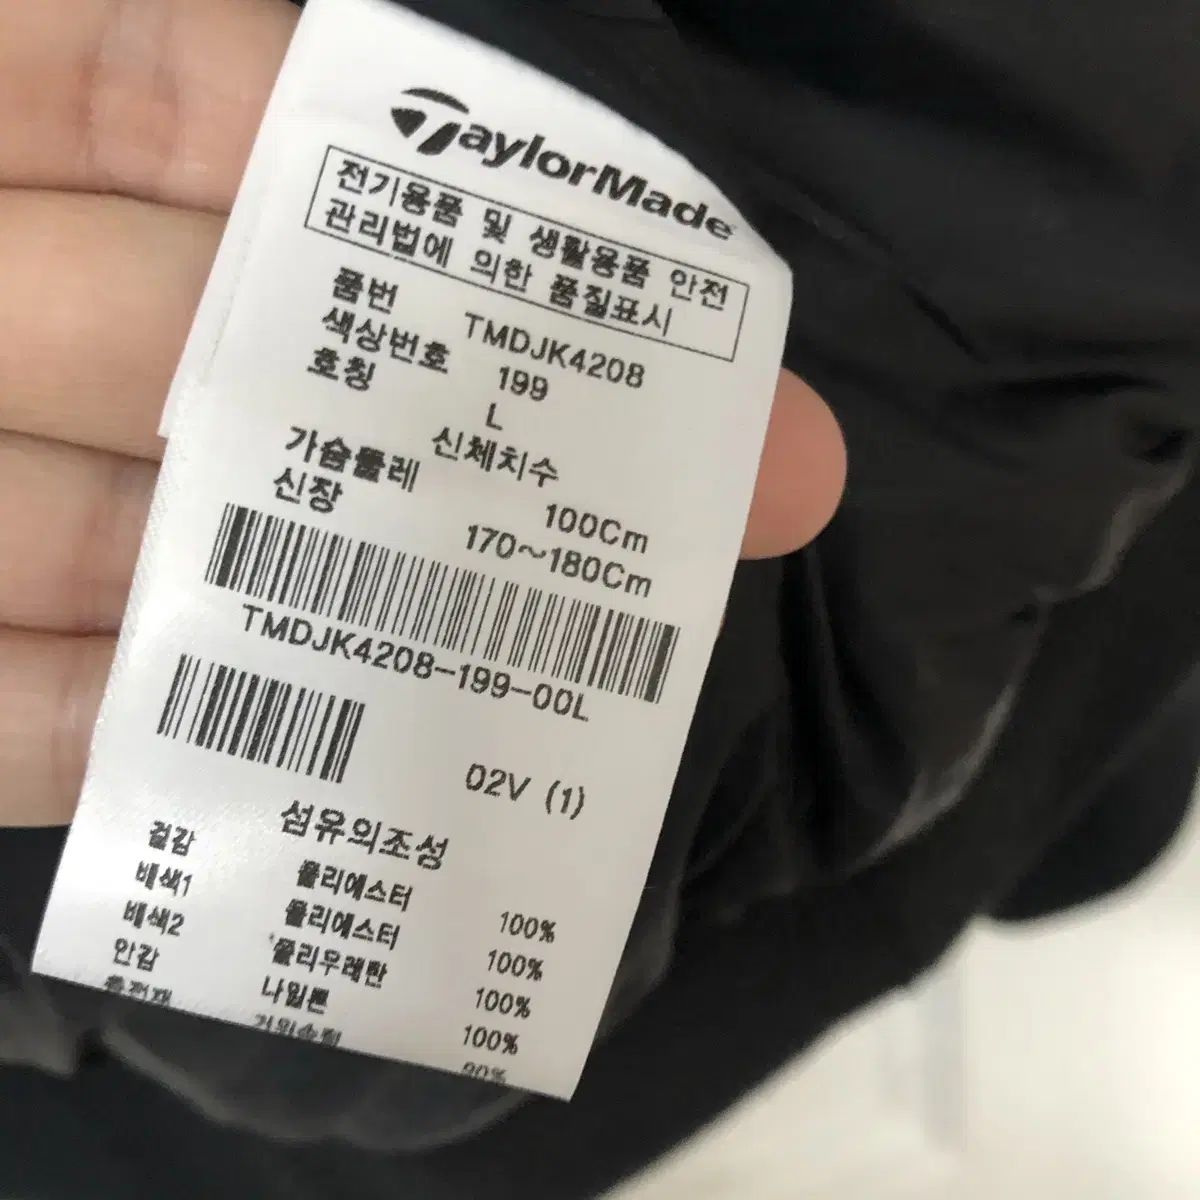 TaylorMade
전기용품 및 생활용품 안전
관리법에 의한 품질표시
품번 TMDJK4208
색상번호 199
호칭 L
신체치수
가슴둘레 100Cm
신장 170~180Cm
TMDJK4208-199-00L
02V (1)
섬유의조성
겉감 폴리에스터 100%
배색1 폴리에스터 100%
배색2 폴리우레탄 100%
안감 나일론 100%
충전재 90%